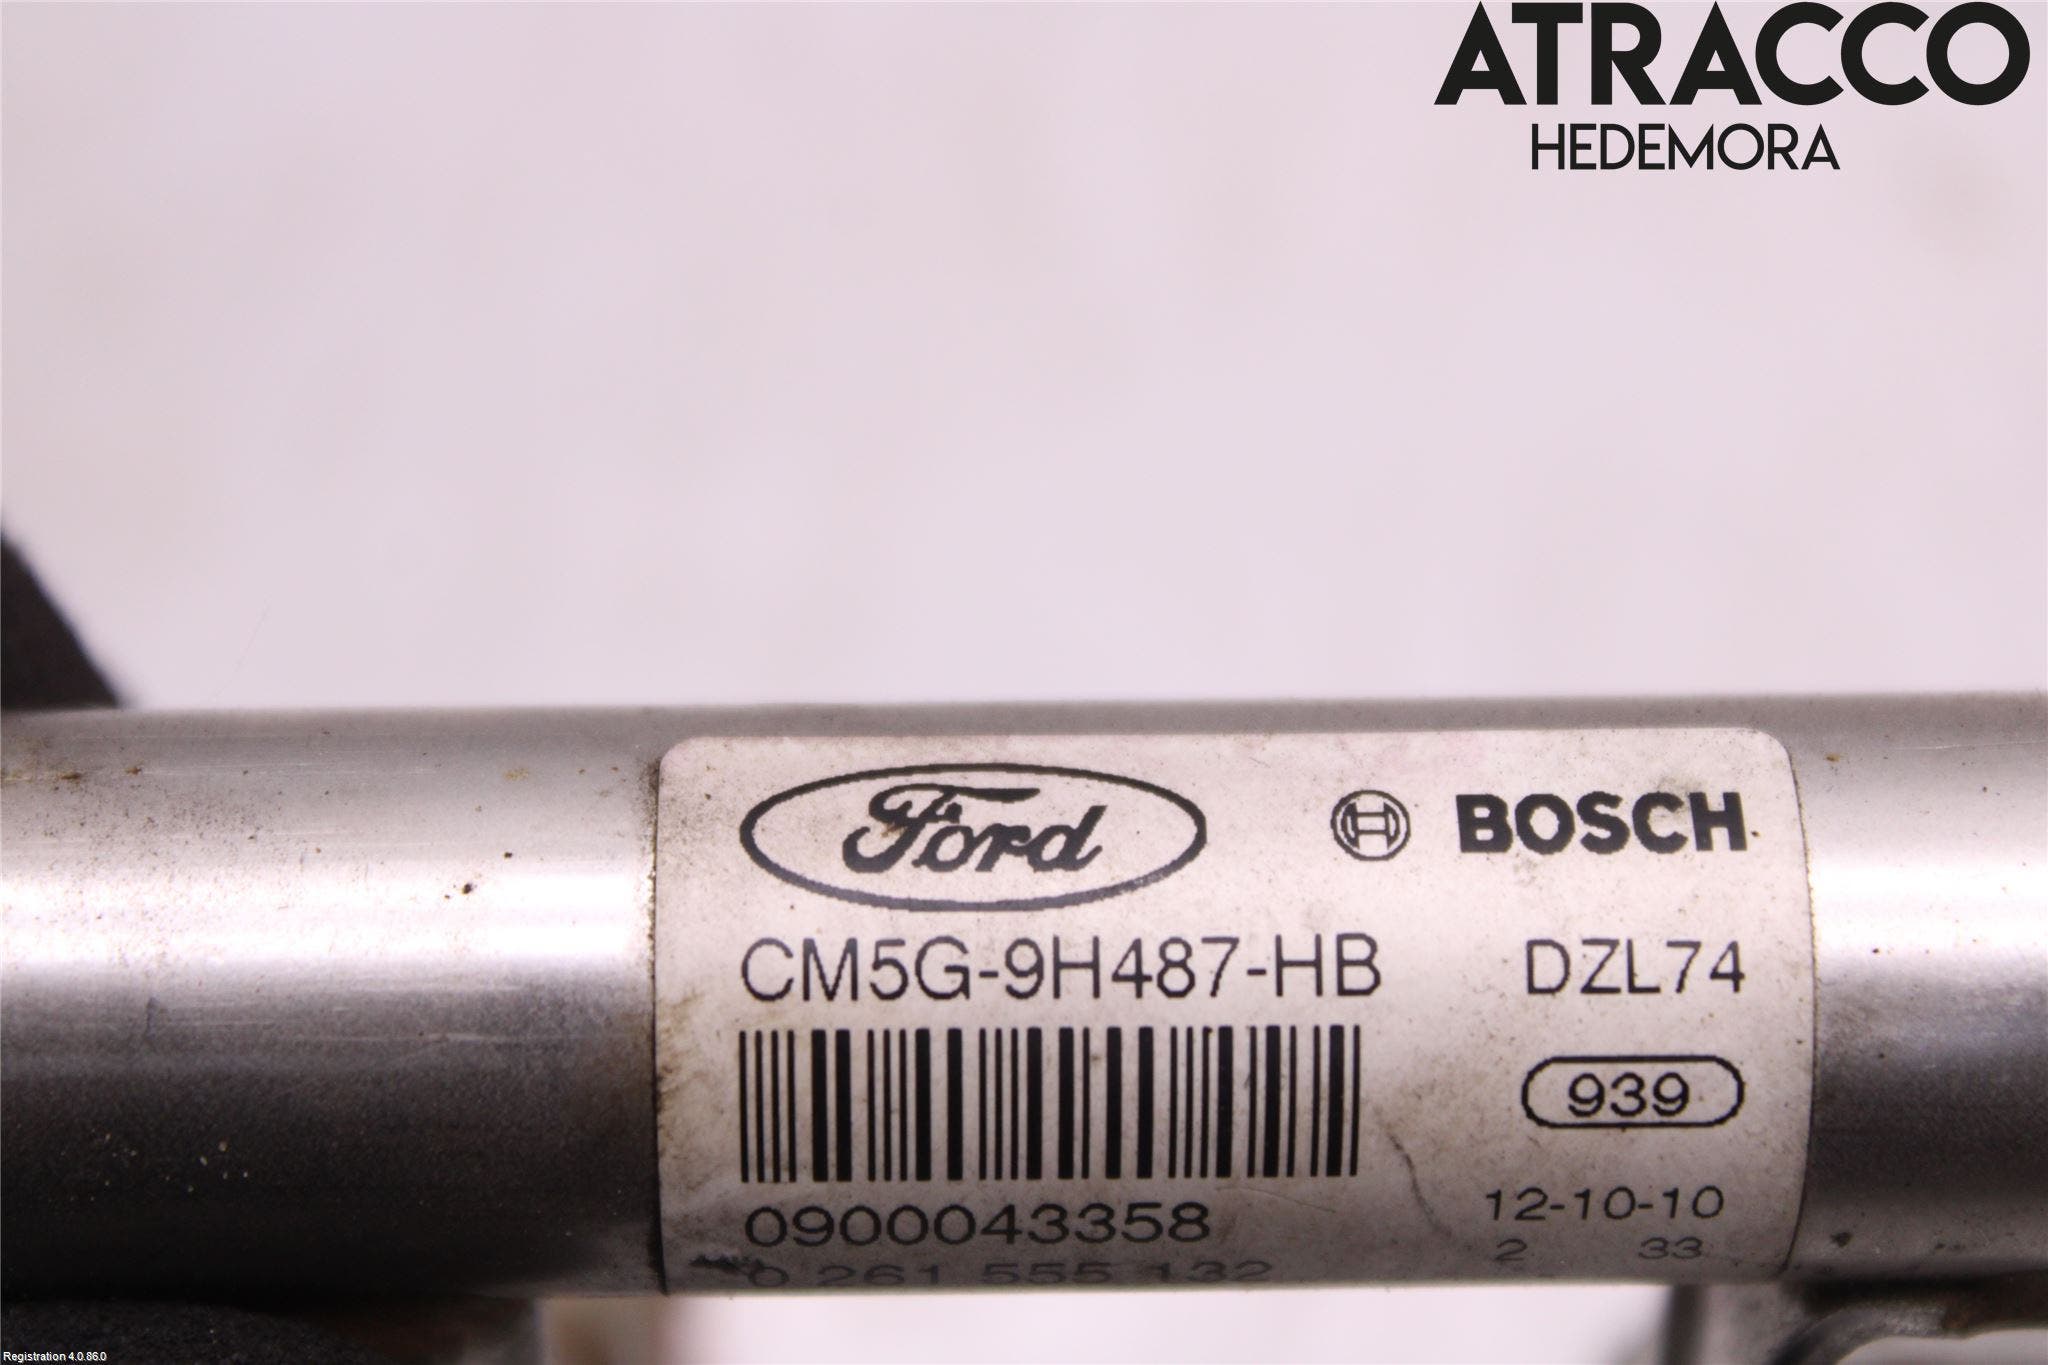 ATRACCO
HEDEMORA
Ford
BOSCH
CM5G-9H487-HB
DZL74
939
0900043358
12-10-10
2 33
0 261 555 132
Registration 4.0.86.0